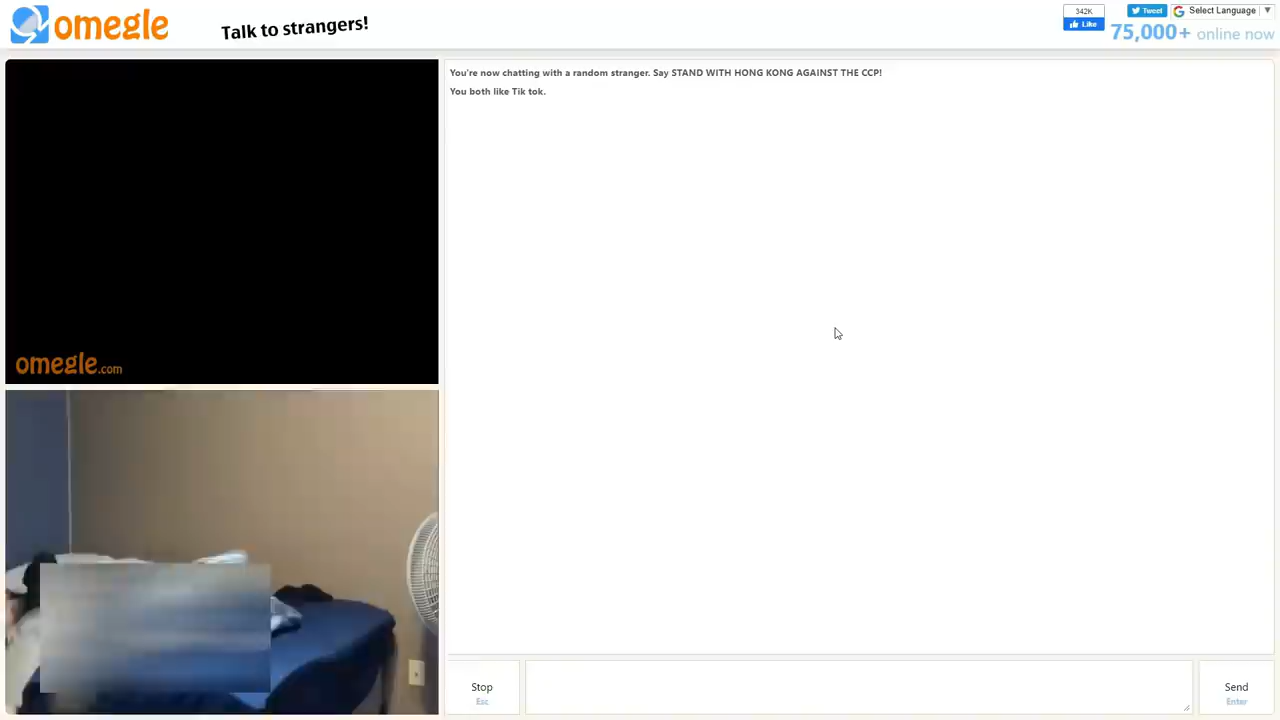 omegle
Talk to strangers!
342K
Like
Tweet
Select Language ▼
75,000+ online now
You're now chatting with a random stranger. Say STAND WITH HONG KONG AGAINST THE CCP!
You both like Tik tok.
omegle.com
Stop
Esc
Send
Enter